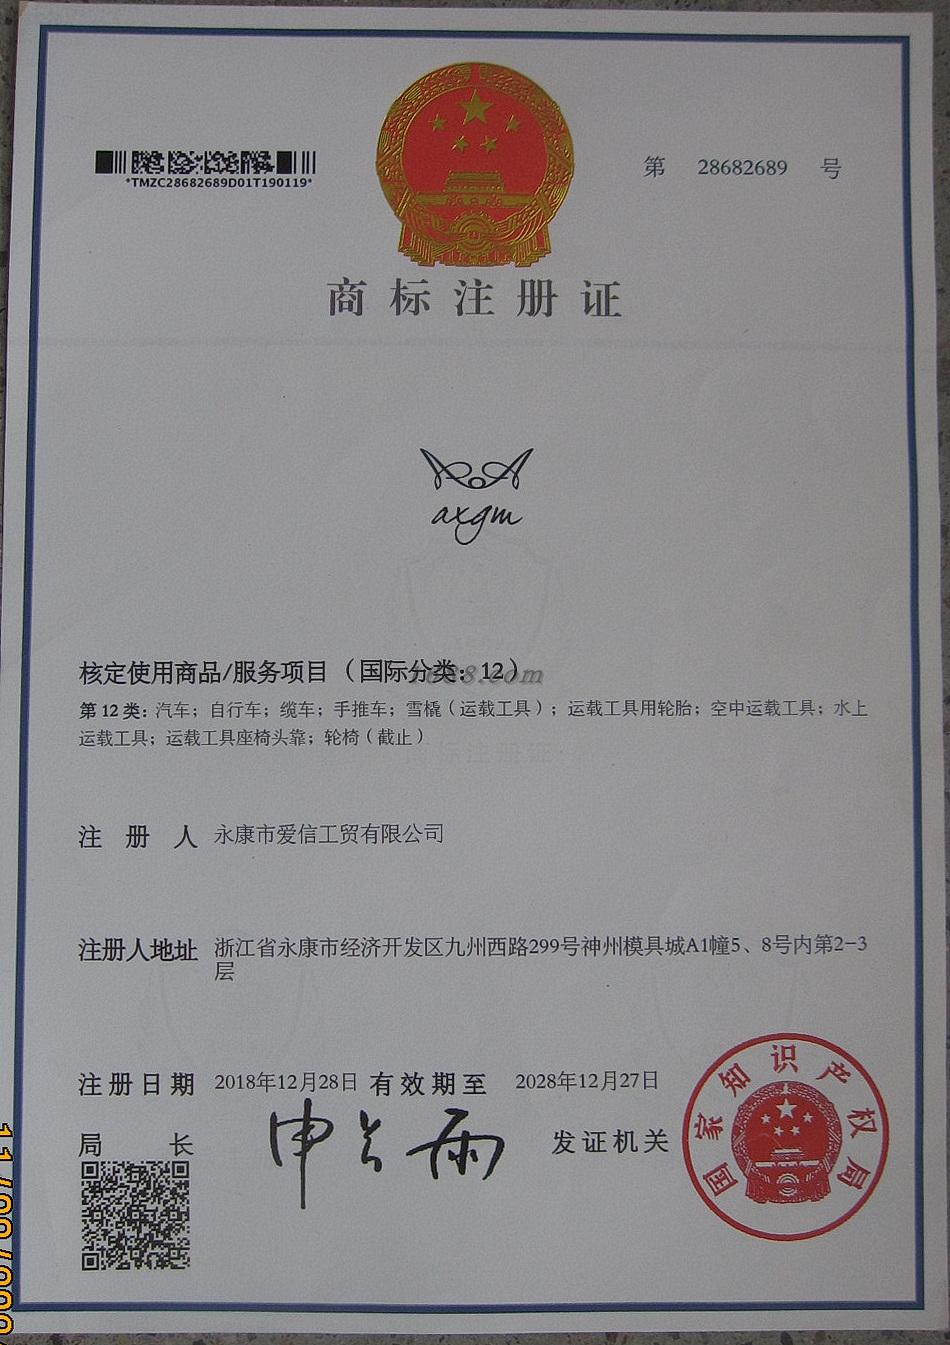 第 28682689 号
*TMZC28682689D01T190119*
商标注册证
axgm
核定使用商品/服务项目（国际分类：12）
1688.com
第12类：汽车；自行车；缆车；手推车；雪橇（运载工具）；运载工具用轮胎；空中运载工具；水上
运载工具；运载工具座椅头靠；轮椅（截止）
注册人 永康市爱信工贸有限公司
注册人地址 浙江省永康市经济开发区九州西路299号神州模具城A1幢5、8号内第2-3
层
注册日期 2018年12月28日 有效期至 2028年12月27日
局长 申长雨 发证机关
国家知识产权局